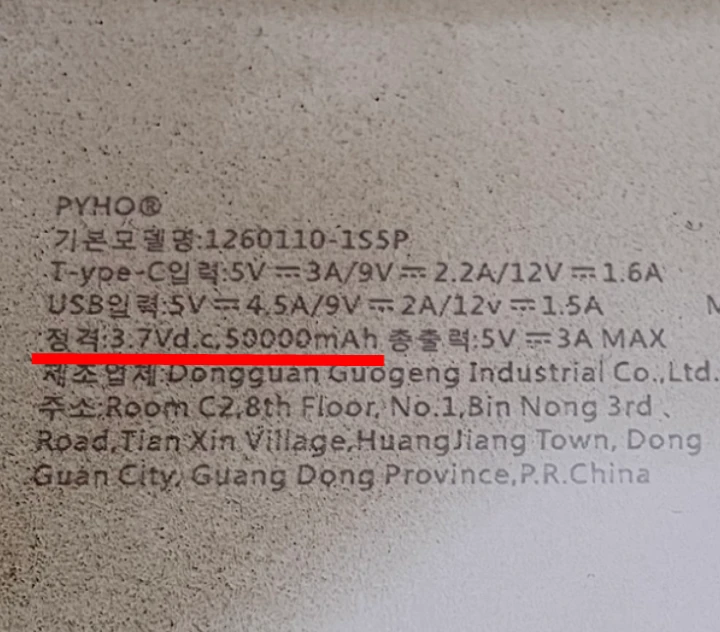 PYHO®
기본모델명:1260110-1S5P
T-ype-C입력:5V⎓3A/9V⎓2.2A/12V⎓1.6A
USB입력:5V⎓4.5A/9V⎓2A/12v⎓1.5A
정격:3.7Vd.c,50000mAh 총출력:5V⎓3A MAX
제조업체:Dongguan Guogeng Industrial Co.,Ltd.
주소:Room C2,8th Floor, No.1,Bin Nong 3rd、
Road,Tian Xin Village,HuangJiang Town, Dong
Guan City, Guang Dong Province,P.R.China